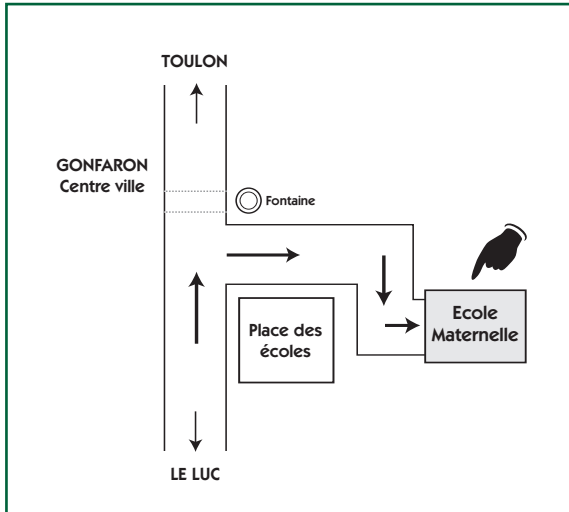 TOULON
GONFARON
Centre ville
Fontaine
Ecole
Maternelle
Place des
écoles
LE LUC